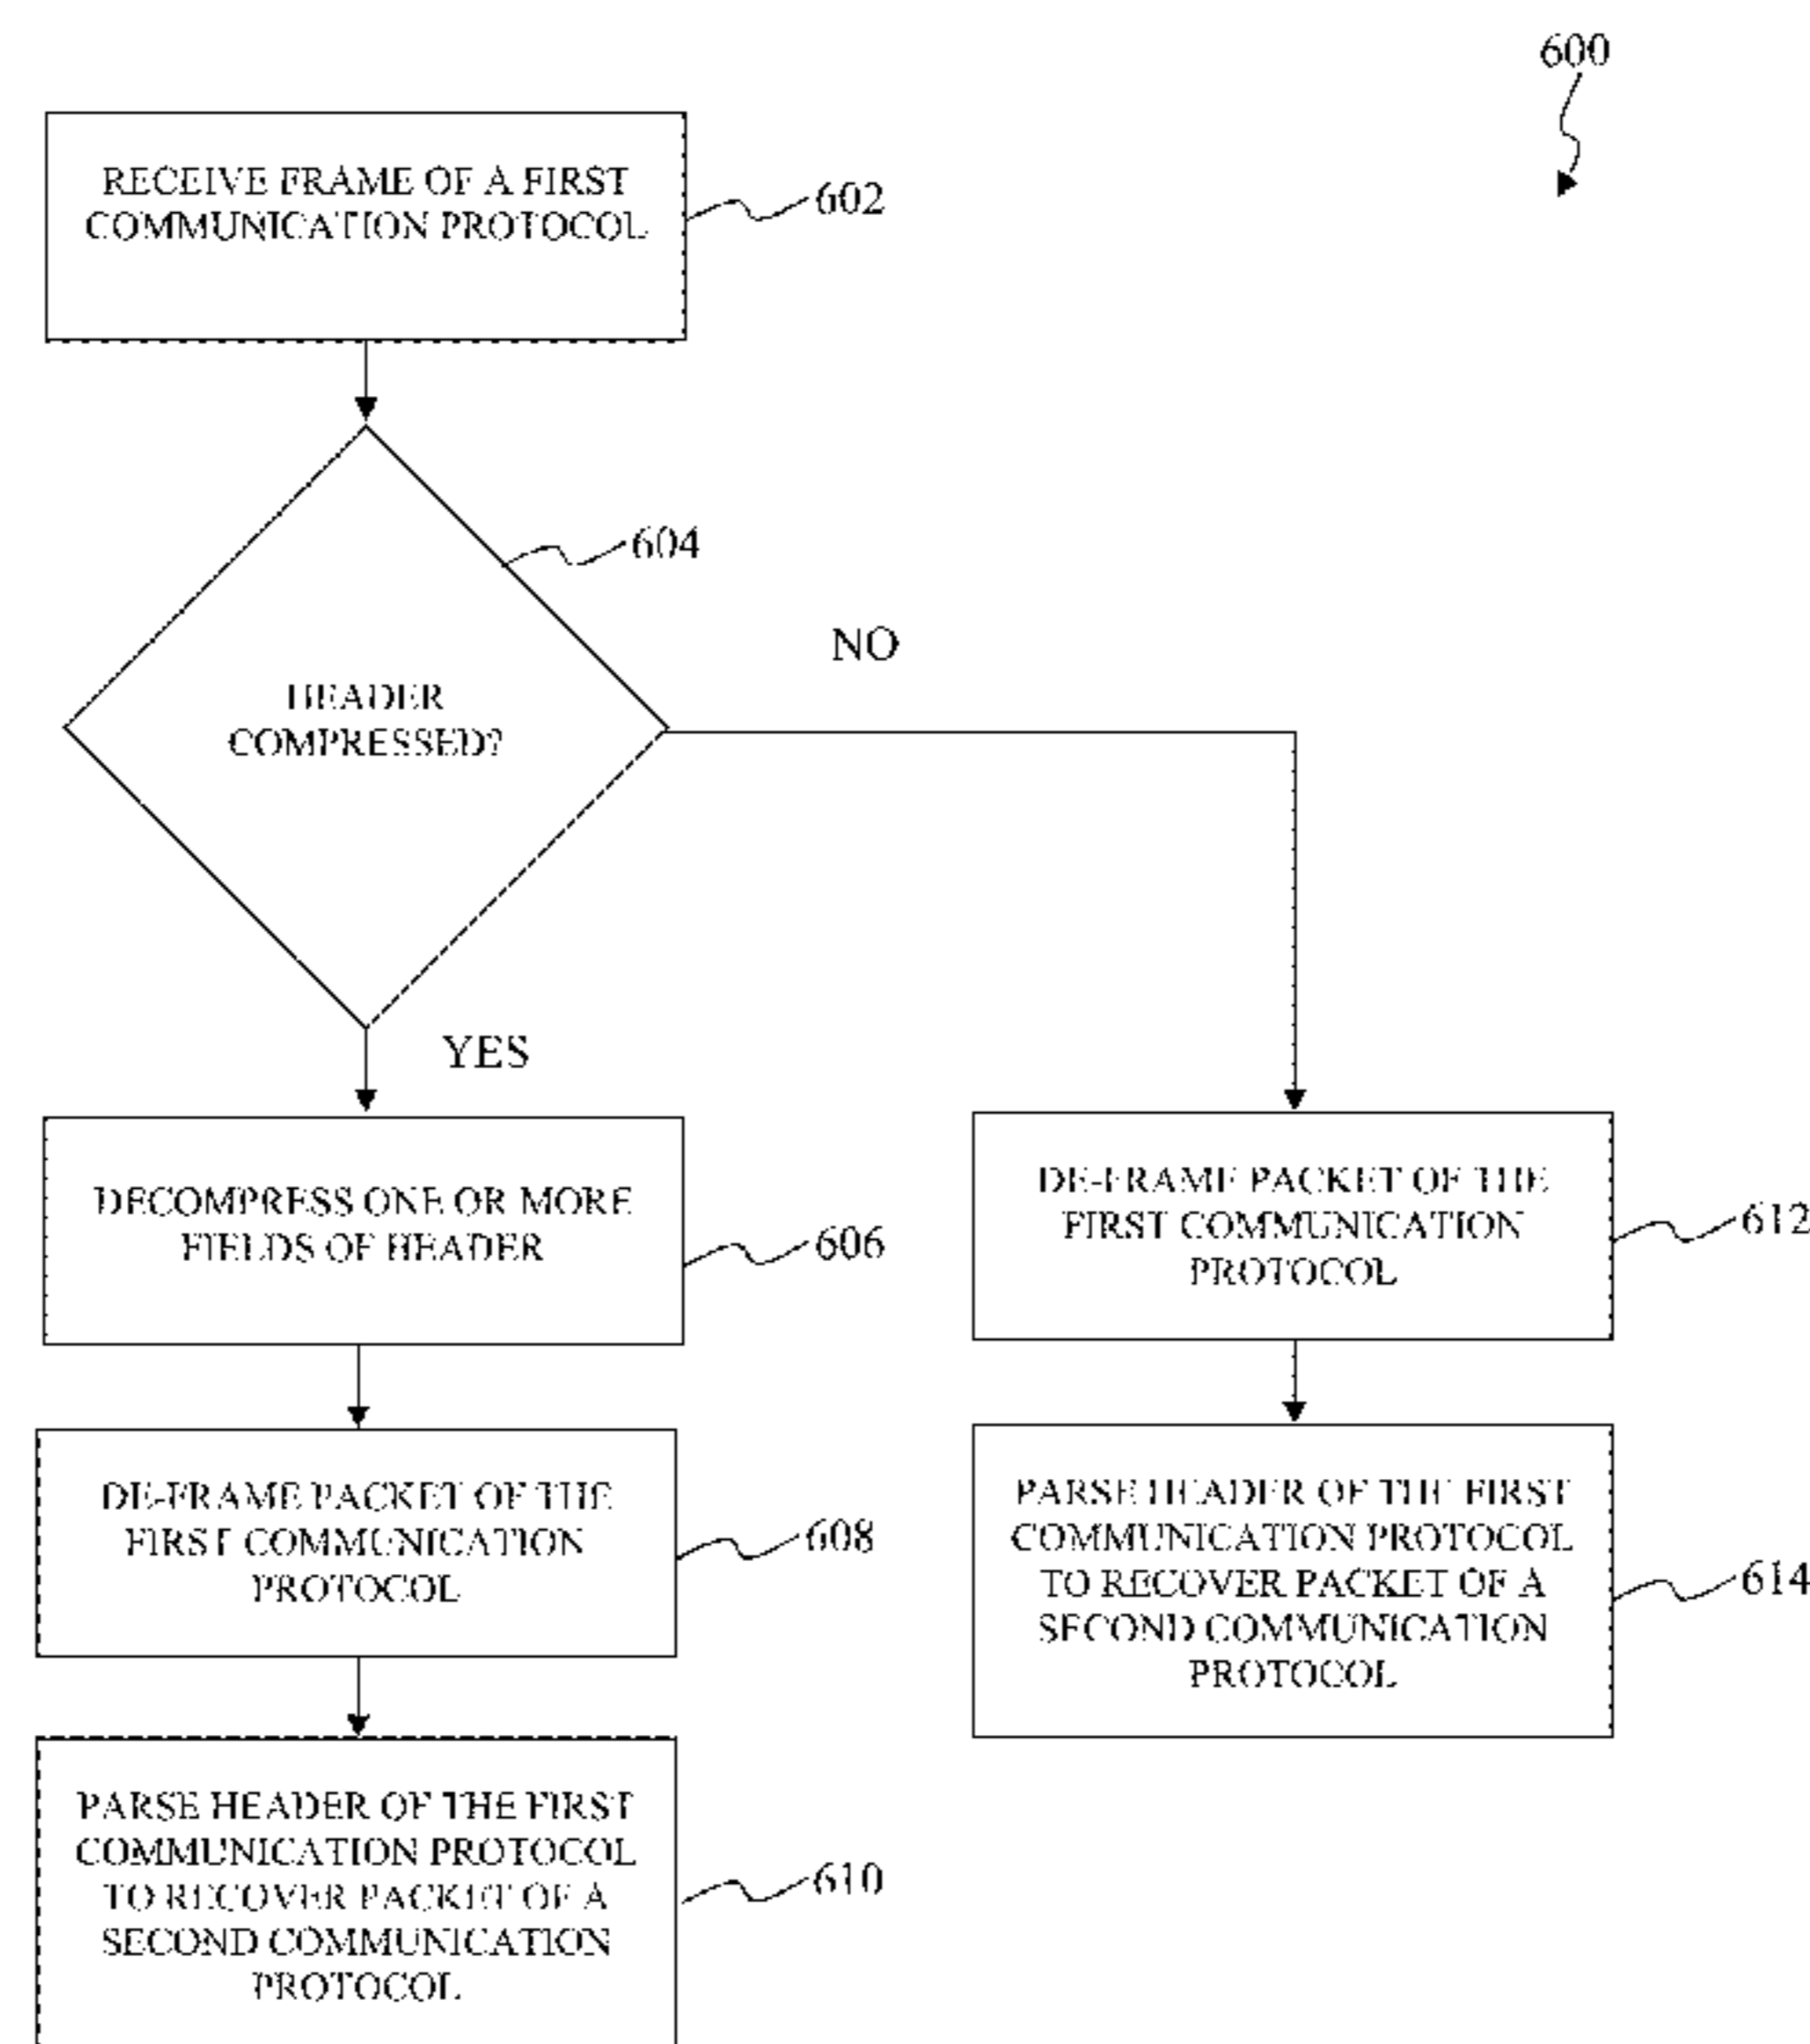 600
RECEIVE FRAME OF A FIRST
COMMUNICATION PROTOCOL
602
604
HEADER
COMPRESSED?
NO
YES
DECOMPRESS ONE OR MORE
FIELDS OF HEADER
606
DE-FRAME PACKET OF THE
FIRST COMMUNICATION
PROTOCOL
612
DE-FRAME PACKET OF THE
FIRST COMMUNICATION
PROTOCOL
608
PARSE HEADER OF THE FIRST
COMMUNICATION PROTOCOL
TO RECOVER PACKET OF A
SECOND COMMUNICATION
PROTOCOL
614
PARSE HEADER OF THE FIRST
COMMUNICATION PROTOCOL
TO RECOVER PACKET OF A
SECOND COMMUNICATION
PROTOCOL
610